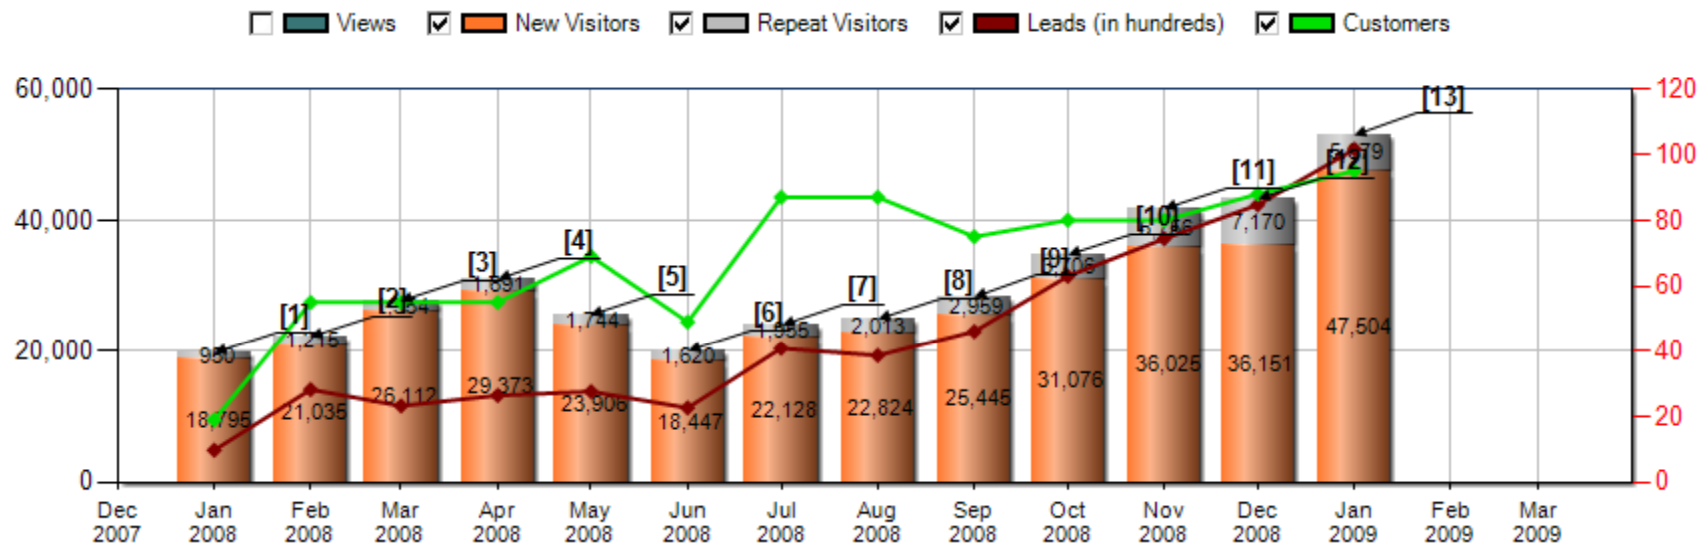 Views New Visitors Repeat Visitors Leads (in hundreds) Customers
60,000 120
[13]
100
5,879
[11] [12]
40,000 [10] 7,170 80
[4]
[3] [9] 47,504
1,891 60
[5] [8] 2,959
[1] [2] [6] [7] 36,025 36,151
1,215 1,744 2,013 31,076
20,000 950 1,620 40
26,112 29,373 25,445
18,795 21,035 23,906 18,447 22,128 22,824
20
0 0
Dec Jan Feb Mar Apr May Jun Jul Aug Sep Oct Nov Dec Jan Feb Mar
2007 2008 2008 2008 2008 2008 2008 2008 2008 2008 2008 2008 2008 2009 2009 2009